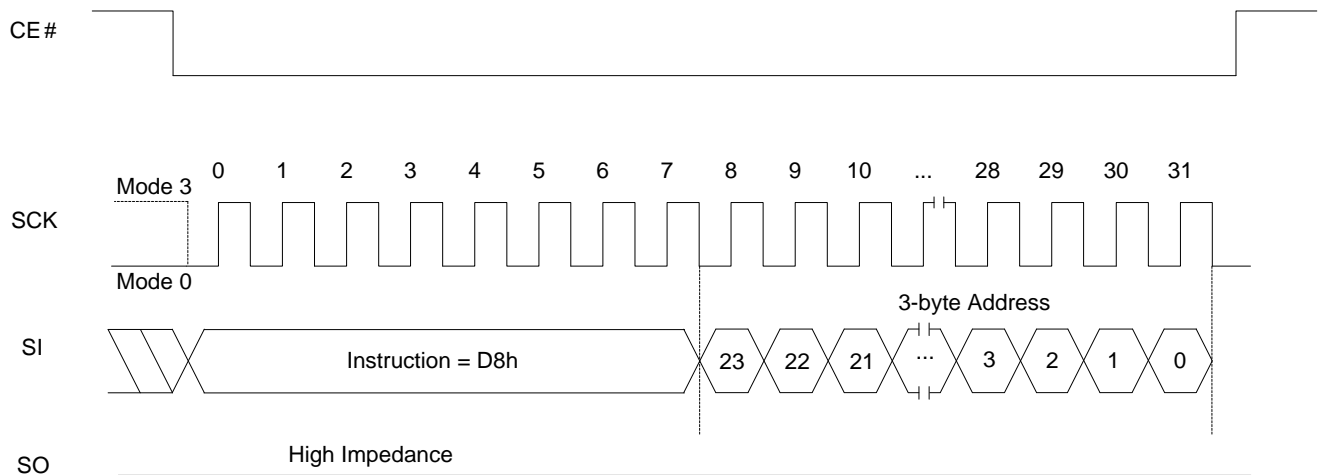 CE#
0 1 2 3 4 5 6 7 8 9 10 ... 28 29 30 31
Mode 3
SCK
Mode 0
3-byte Address
SI
Instruction = D8h
23 22 21 ... 3 2 1 0
High Impedance
SO